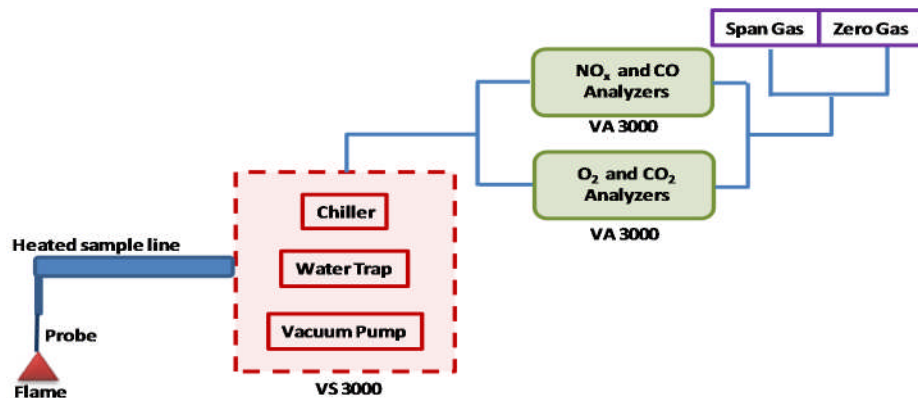 Span Gas
Zero Gas
NOx and CO
Analyzers
VA 3000
O2 and CO2
Analyzers
VA 3000
Chiller
Water Trap
Vacuum Pump
VS 3000
Heated sample line
Probe
Flame